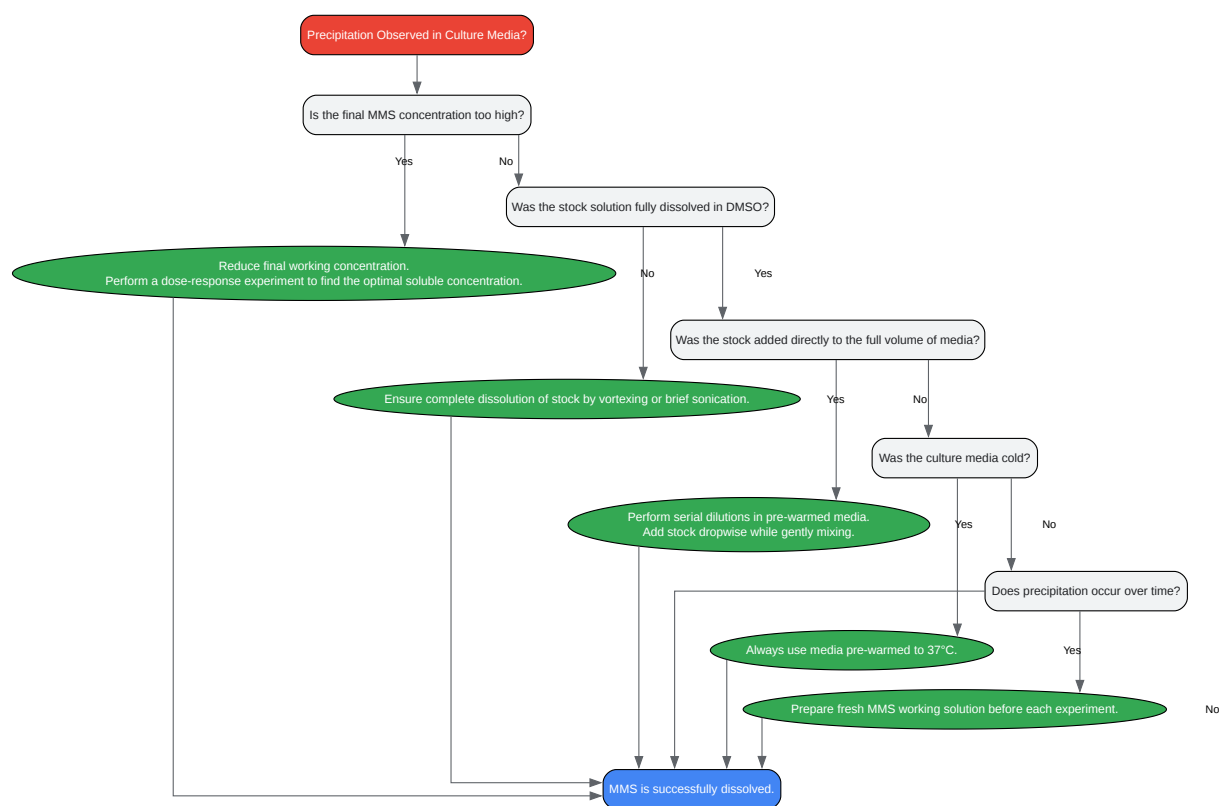 Precipitation Observed in Culture Media?
Is the final MMS concentration too high?
Yes
No
Was the stock solution fully dissolved in DMSO?
Reduce final working concentration.
Perform a dose-response experiment to find the optimal soluble concentration.
No
Yes
Was the stock added directly to the full volume of media?
Ensure complete dissolution of stock by vortexing or brief sonication.
Yes
No
Was the culture media cold?
Perform serial dilutions in pre-warmed media.
Add stock dropwise while gently mixing.
Yes
No
Does precipitation occur over time?
Always use media pre-warmed to 37°C.
Yes
Prepare fresh MMS working solution before each experiment.
No
MMS is successfully dissolved.